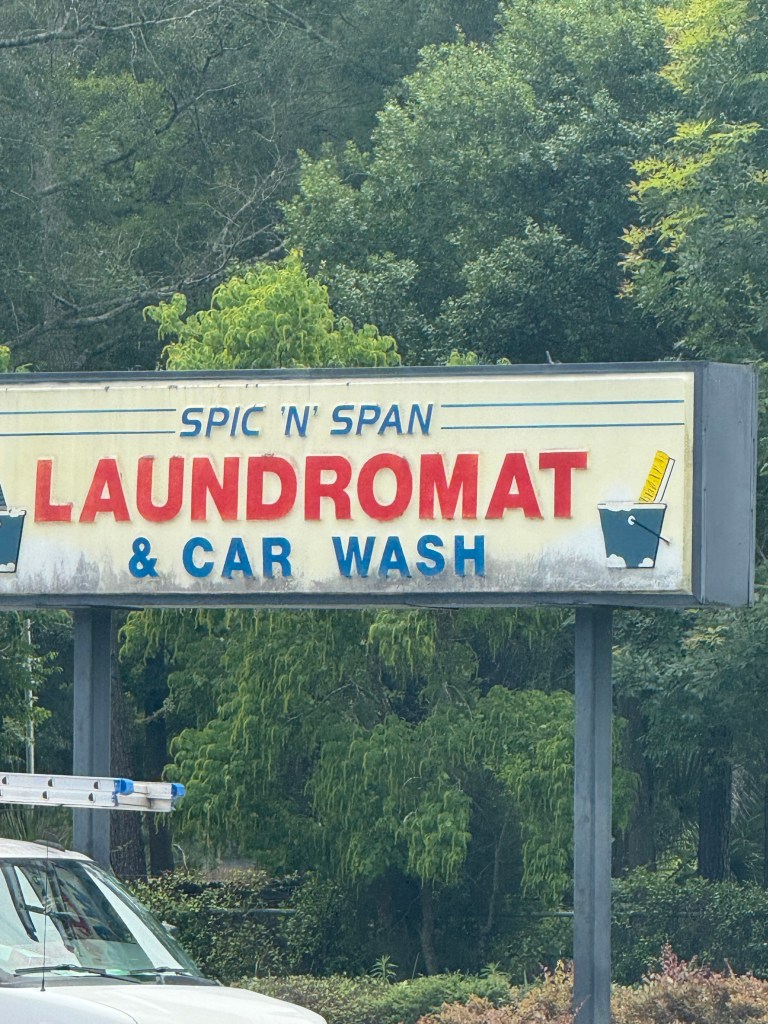 SPIC 'N' SPAN
LAUNDROMAT
& CAR WASH